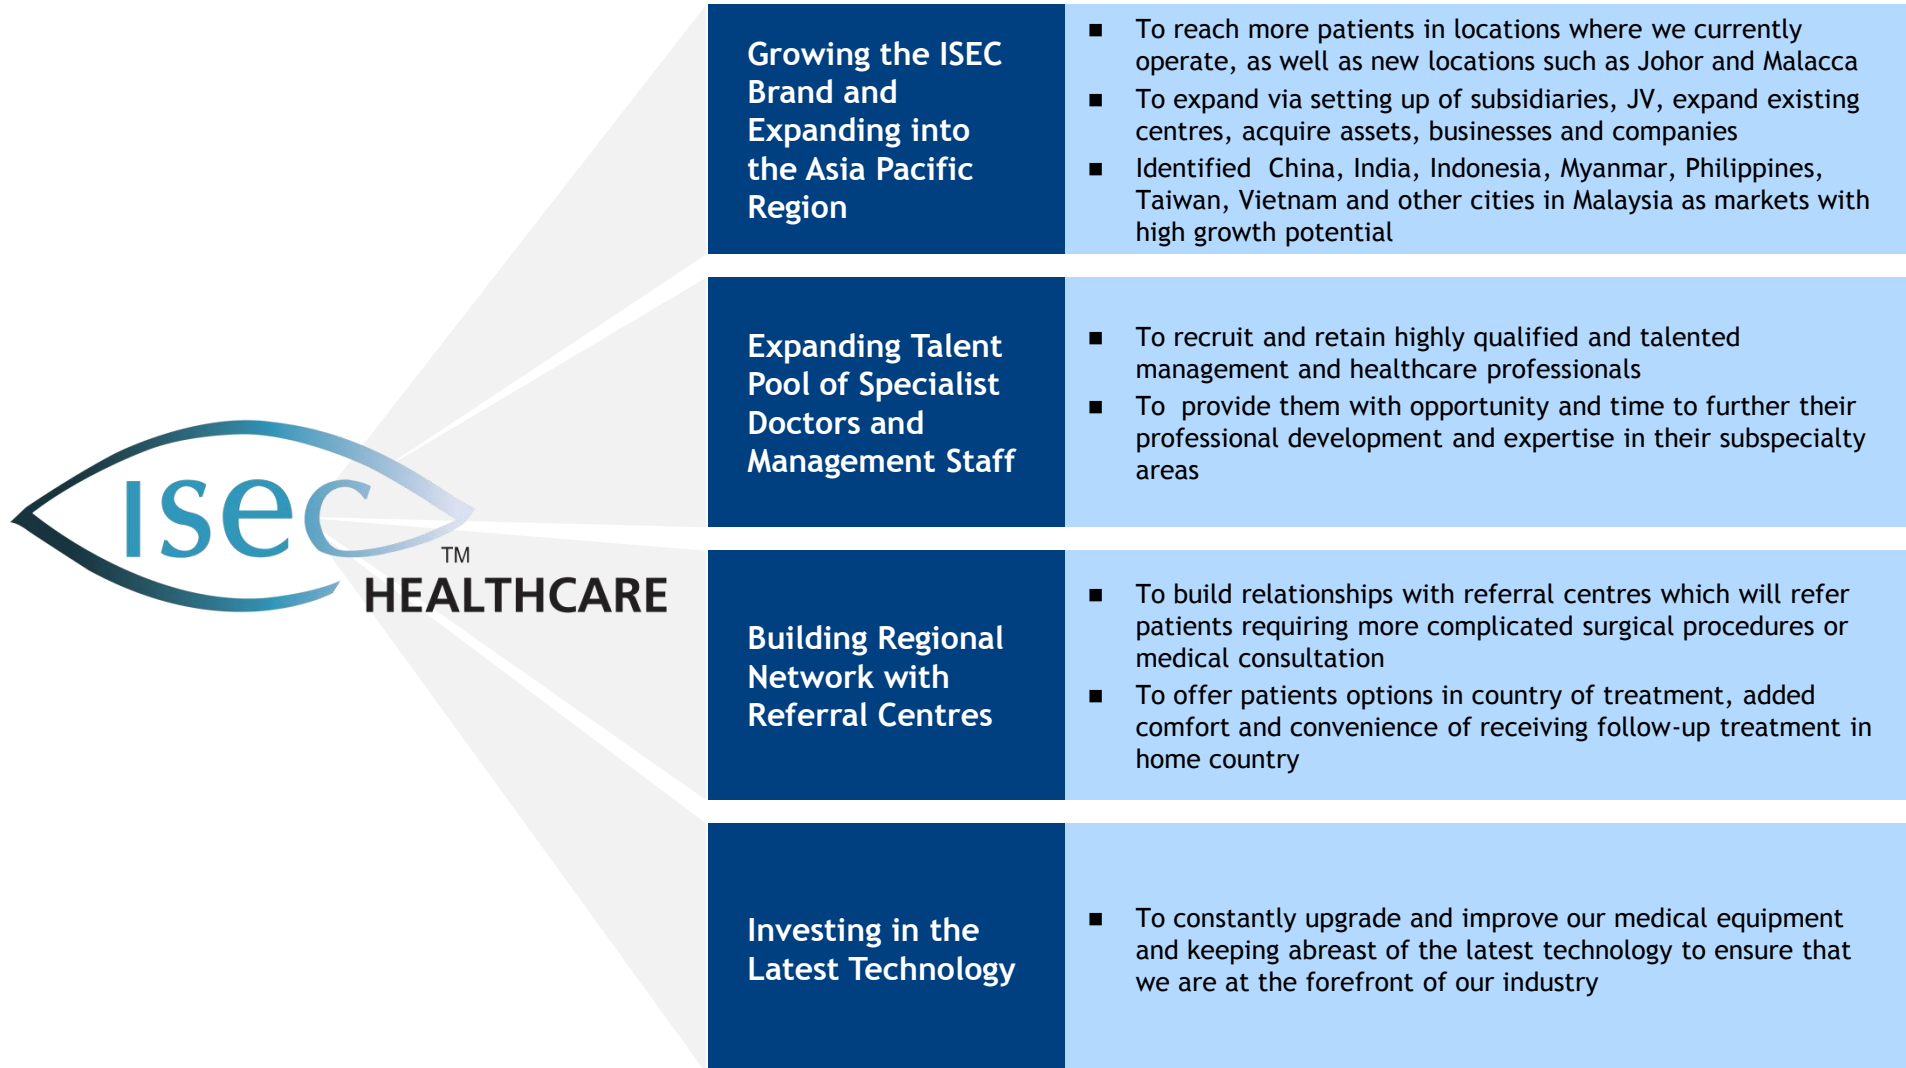 isec
TM
HEALTHCARE
Growing the ISEC
Brand and
Expanding into
the Asia Pacific
Region
■ To reach more patients in locations where we currently
operate, as well as new locations such as Johor and Malacca
■ To expand via setting up of subsidiaries, JV, expand existing
centres, acquire assets, businesses and companies
■ Identified  China, India, Indonesia, Myanmar, Philippines,
Taiwan, Vietnam and other cities in Malaysia as markets with
high growth potential
Expanding Talent
Pool of Specialist
Doctors and
Management Staff
■ To recruit and retain highly qualified and talented
management and healthcare professionals
■ To  provide them with opportunity and time to further their
professional development and expertise in their subspecialty
areas
Building Regional
Network with
Referral Centres
■ To build relationships with referral centres which will refer
patients requiring more complicated surgical procedures or
medical consultation
■ To offer patients options in country of treatment, added
comfort and convenience of receiving follow-up treatment in
home country
Investing in the
Latest Technology
■ To constantly upgrade and improve our medical equipment
and keeping abreast of the latest technology to ensure that
we are at the forefront of our industry